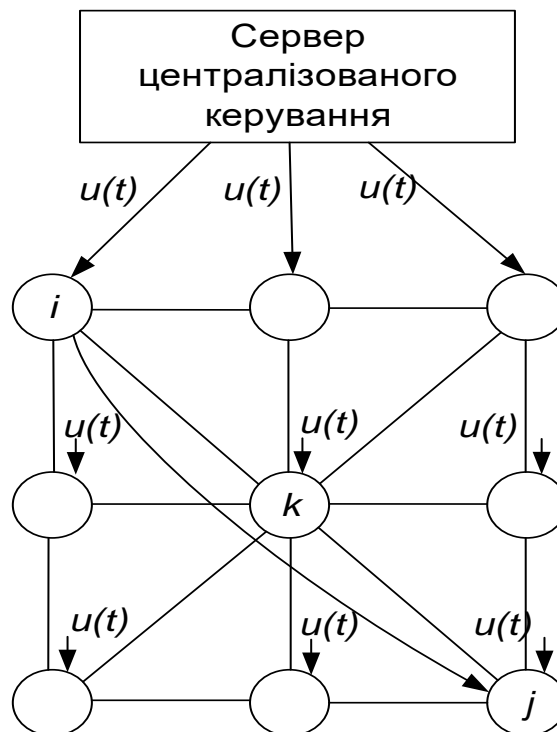 Сервер
централізованого
керування
u(t)
u(t)
u(t)
i
u(t)
u(t)
u(t)
k
u(t)
u(t)
u(t)
j